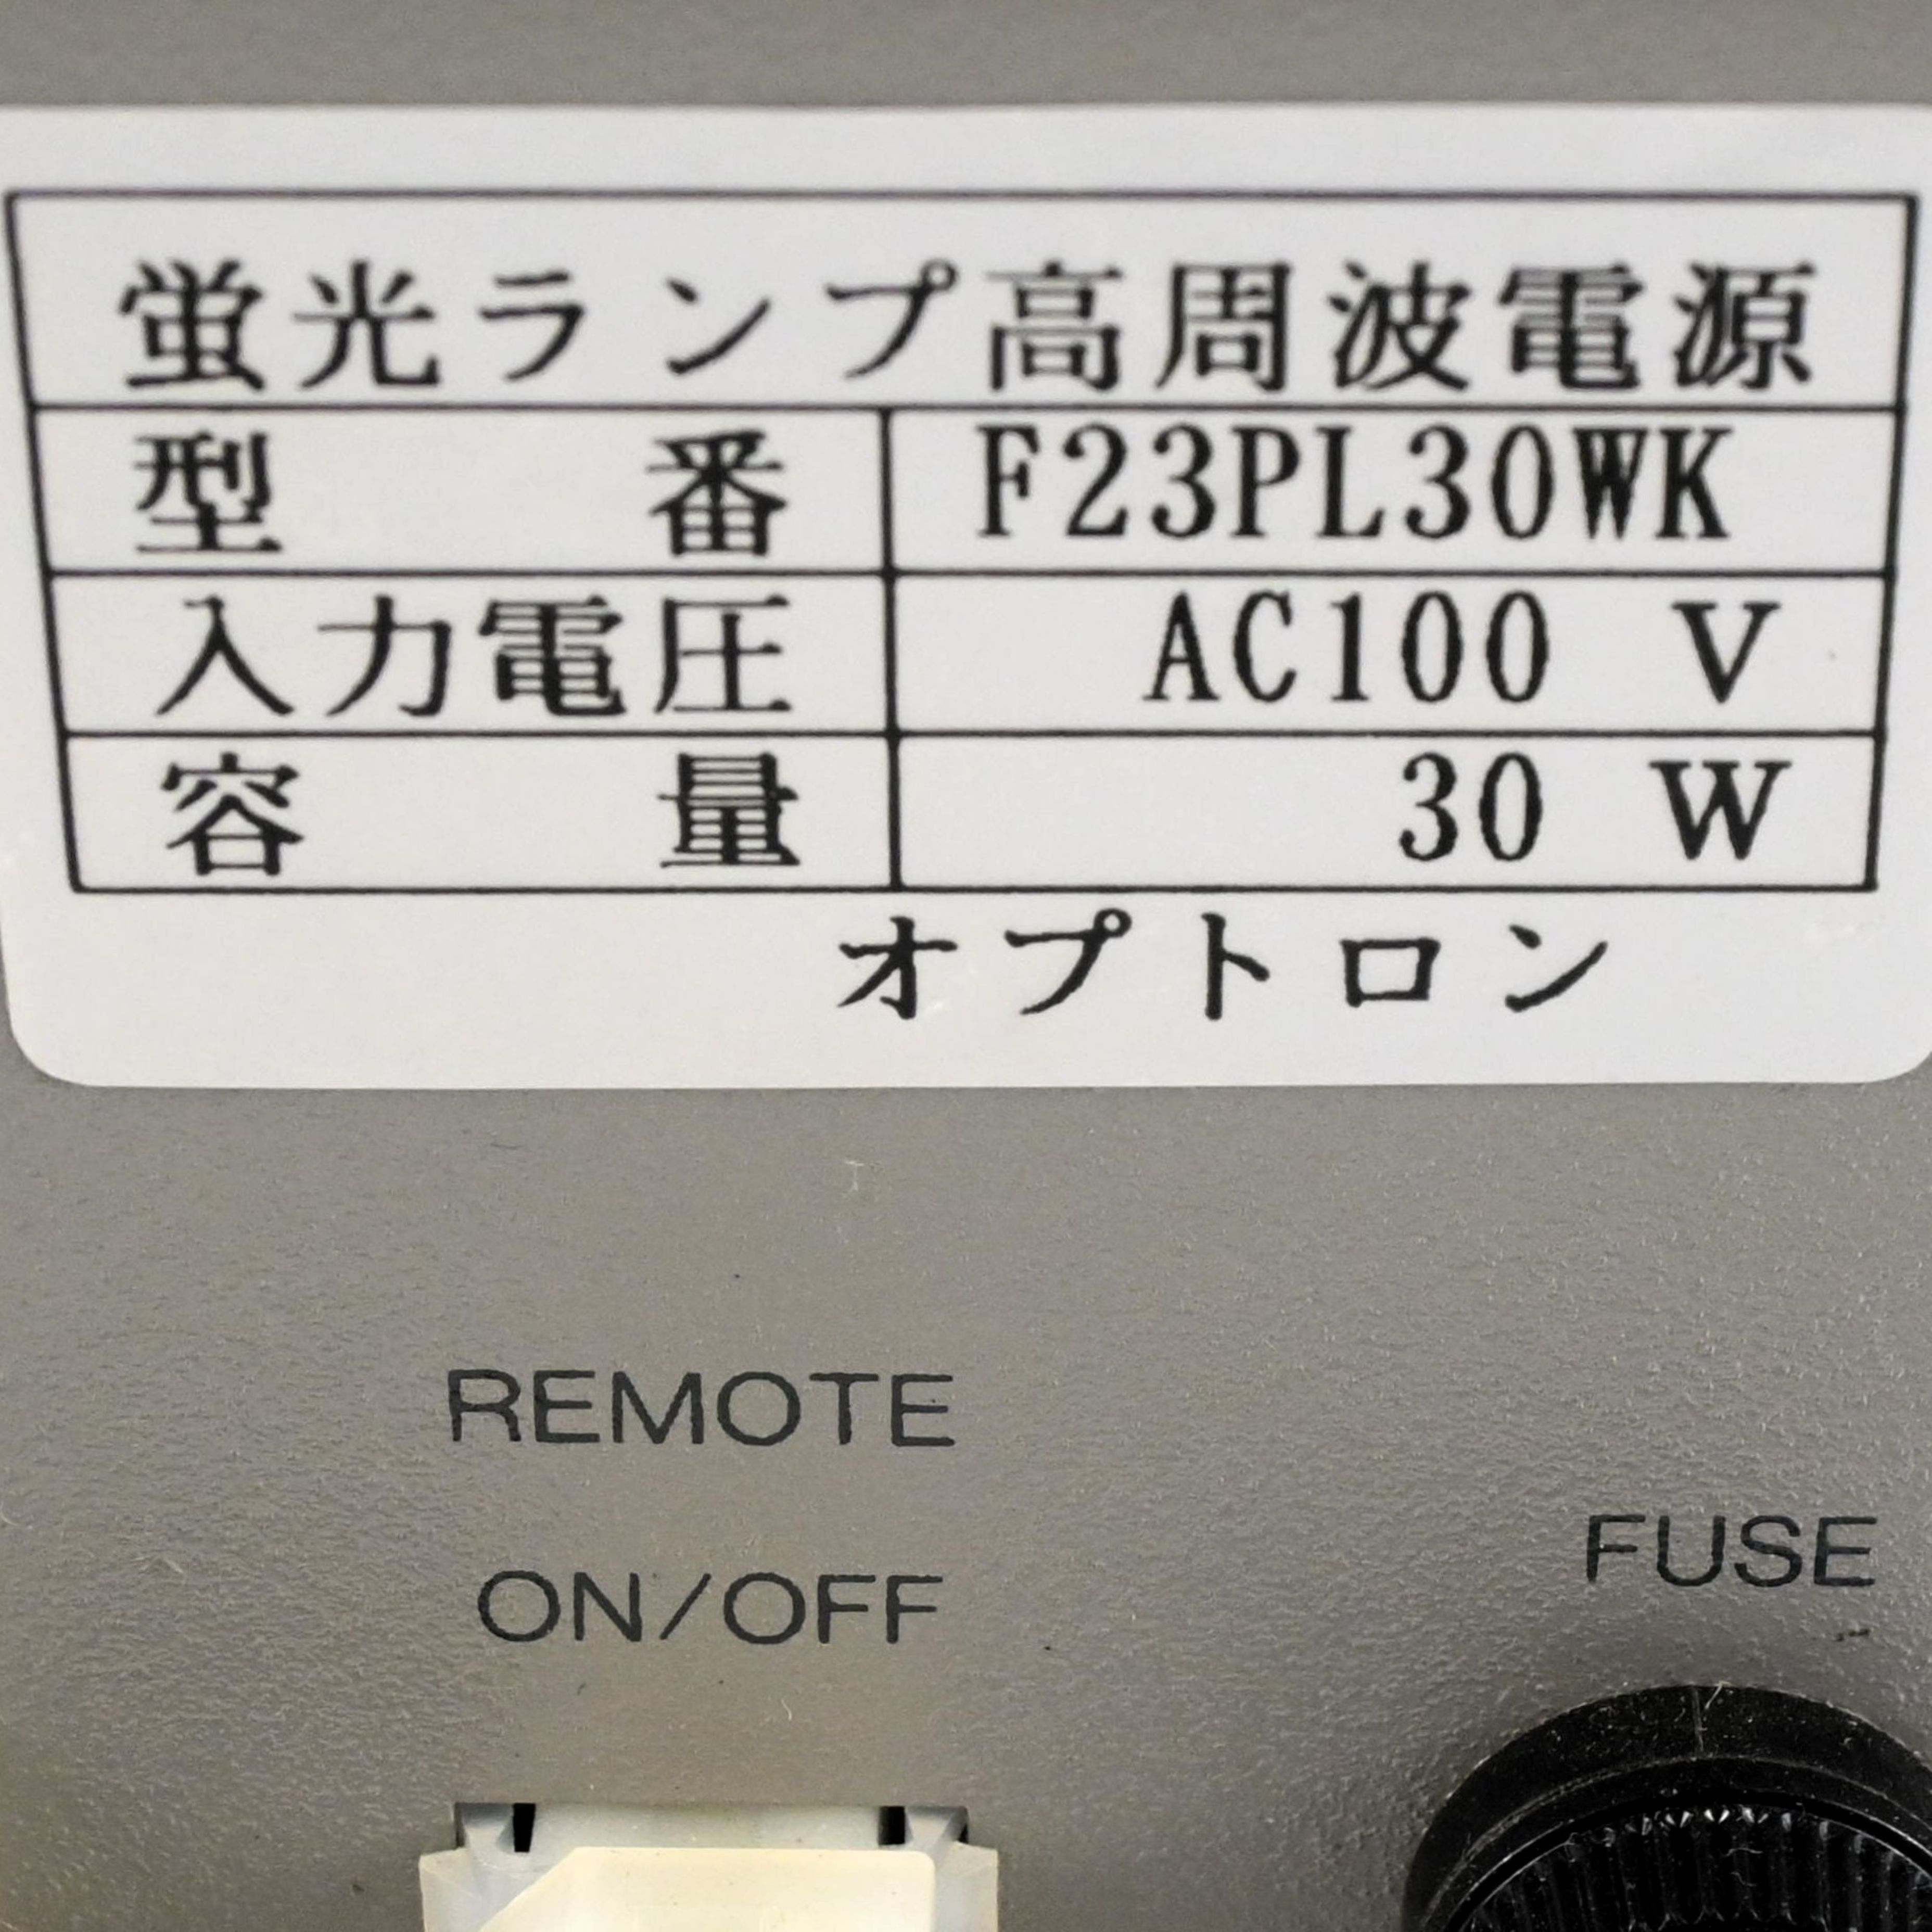 蛍光ランプ高周波電源
型番 F23PL30WK
入力電圧 AC100 V
容量 30 W
オプトロン
REMOTE
ON/OFF
FUSE